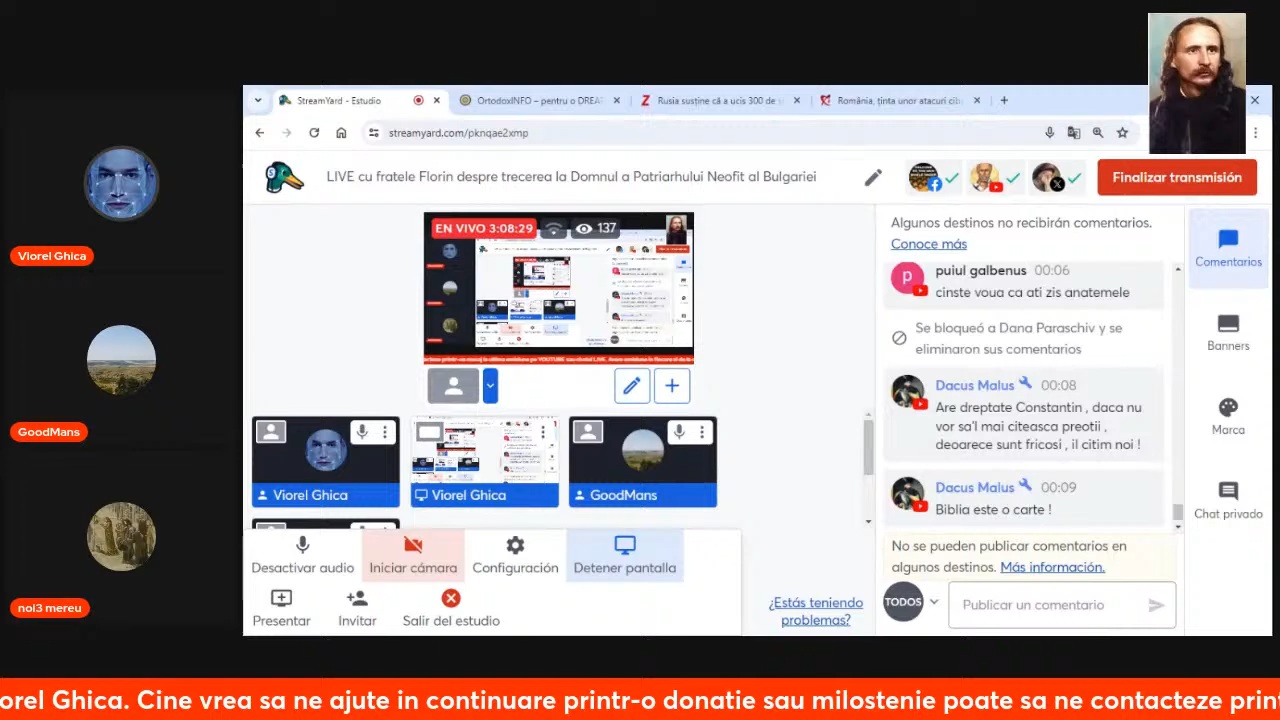 StreamYard - Estudio
OrtodoxINFO – pentru o DREA
Rusia susține că a ucis 300 de
România, ținta unor atacuri cib
streamyard.com/pknqae2xmp
LIVE cu fratele Florin despre trecerea la Domnul a Patriarhului Neofit al Bulgariei
Finalizar transmisión
EN VIVO 3:08:29
137
Algunos destinos no recibirán comentarios.
Conoce más
puiul galbenus 00:06
cinste voua ca ati zis anatemele
Se bloqueó a Dana Paraschiv y se
eliminaron sus comentarios
Dacus Malus 00:08
Are dreptate Constantin , daca nu
vor sa'l mai citeasca preotii ,
deoarece sunt fricosi , il citim noi !
Dacus Malus 00:09
Biblia este o carte !
No se pueden publicar comentarios en
algunos destinos. Más información.
TODOS
Publicar un comentario
Comentarios
Banners
Marca
Chat privado
Viorel Ghica
GoodMans
noi3 mereu
Viorel Ghica
Viorel Ghica
GoodMans
Desactivar audio
Iniciar cámara
Configuración
Detener pantalla
Presentar
Invitar
Salir del estudio
¿Estás teniendo
problemas?
orel Ghica. Cine vrea sa ne ajute in continuare printr-o donatie sau milostenie poate sa ne contacteze prin